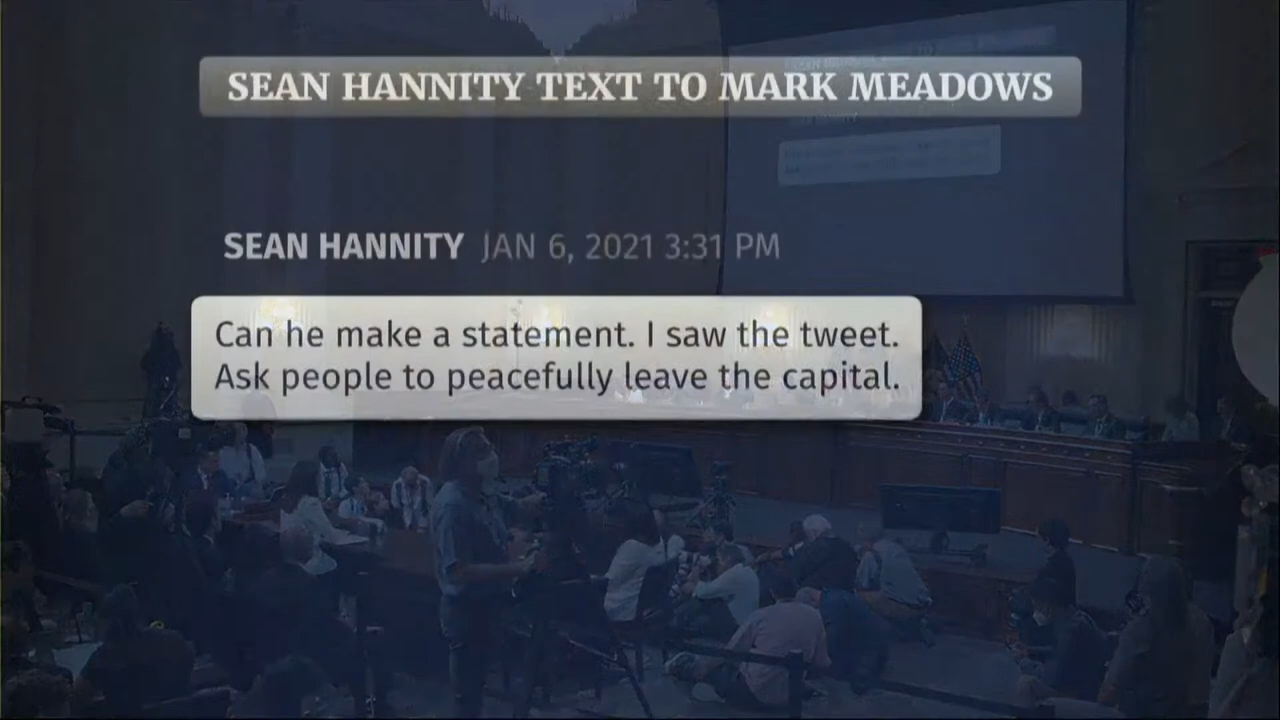 SEAN HANNITY TEXT TO MARK MEADOWS
SEAN HANNITY JAN 6, 2021 3:31 PM
Can he make a statement. I saw the tweet.
Ask people to peacefully leave the capital.